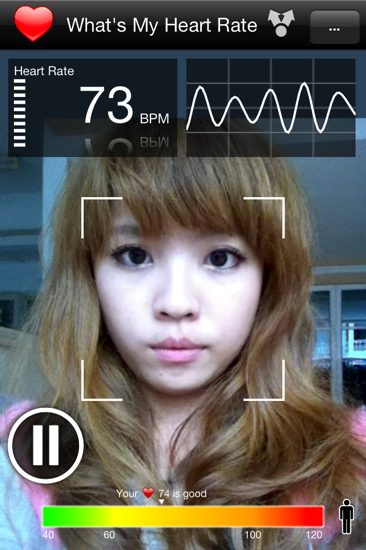 What's My Heart Rate
...
Heart Rate
73 BPM
Your ❤ 74 is good
40 60 100 120